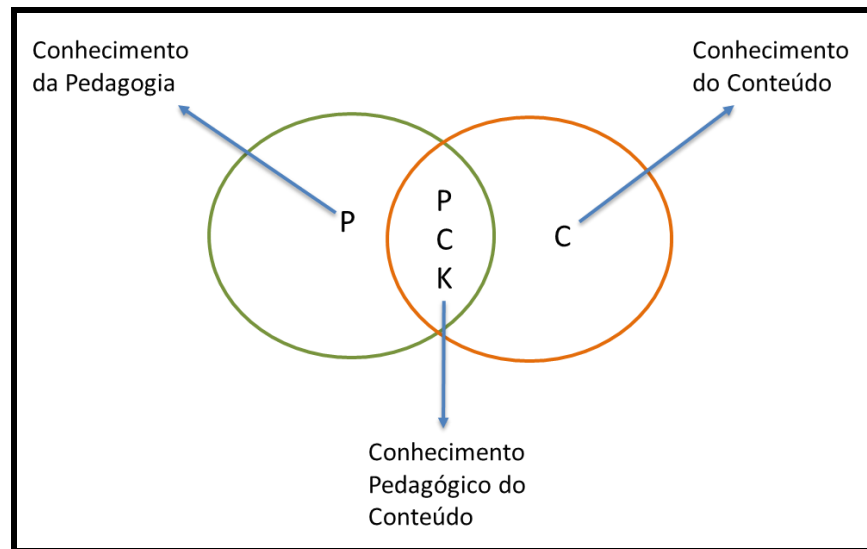 Conhecimento
da Pedagogia
Conhecimento
do Conteúdo
P
P
C
K
C
Conhecimento
Pedagógico do
Conteúdo